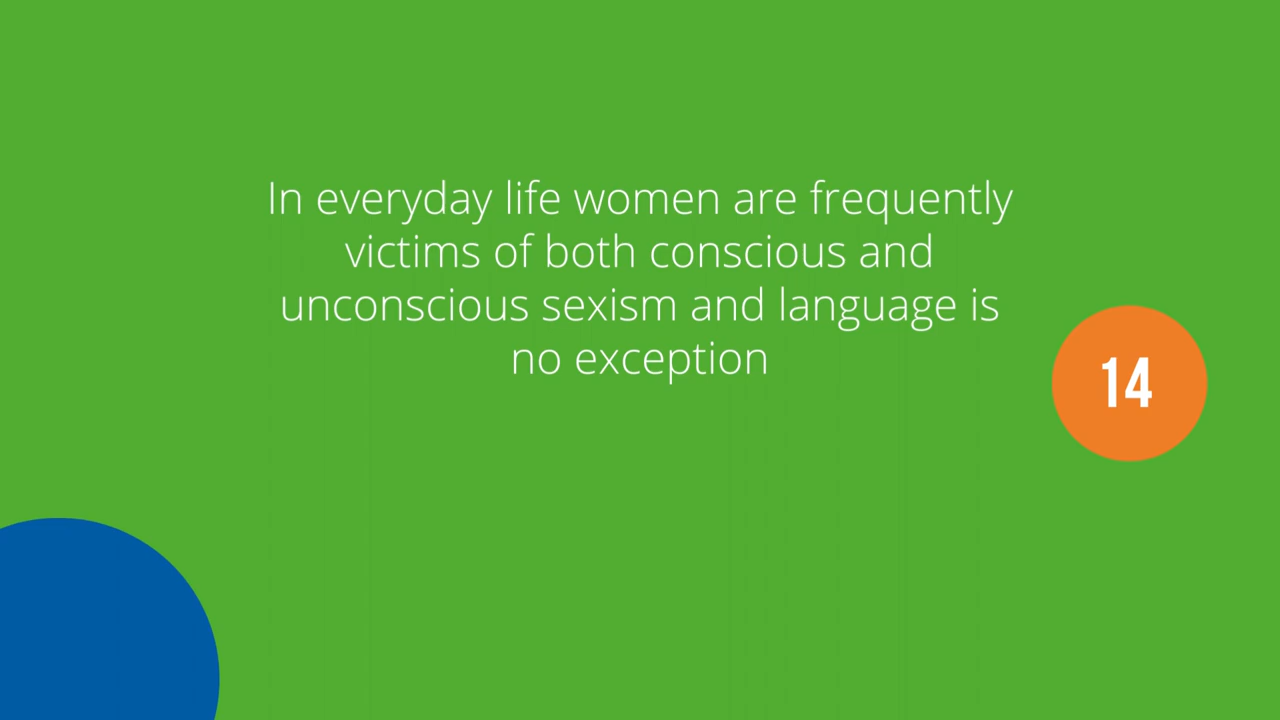 In everyday life women are frequently
victims of both conscious and
unconscious sexism and language is
no exception
14